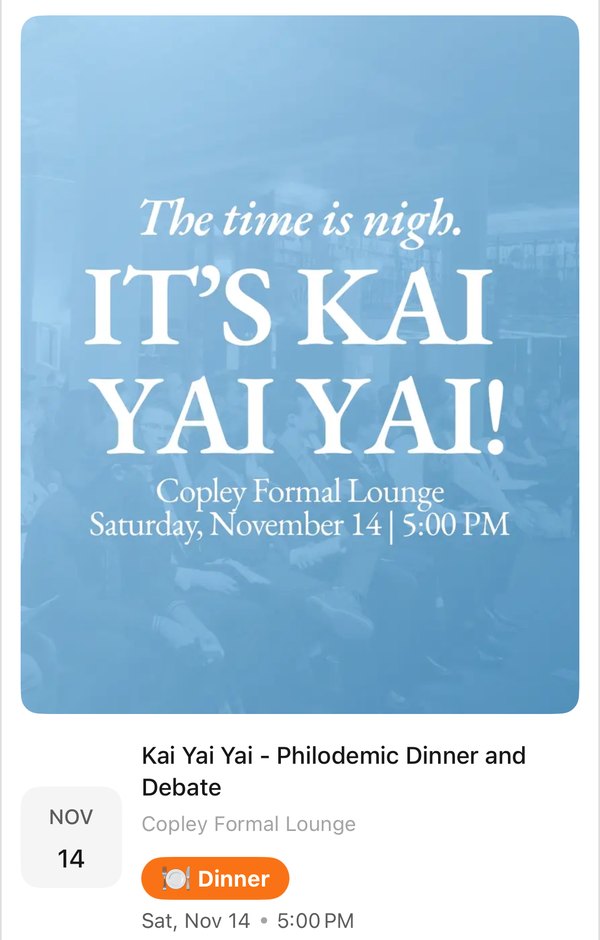 The time is nigh.
IT’S KAI
YAI YAI!
Copley Formal Lounge
Saturday, November 14 | 5:00 PM
Kai Yai Yai - Philodemic Dinner and
Debate
NOV
14
Copley Formal Lounge
🍽️ Dinner
Sat, Nov 14 • 5:00 PM